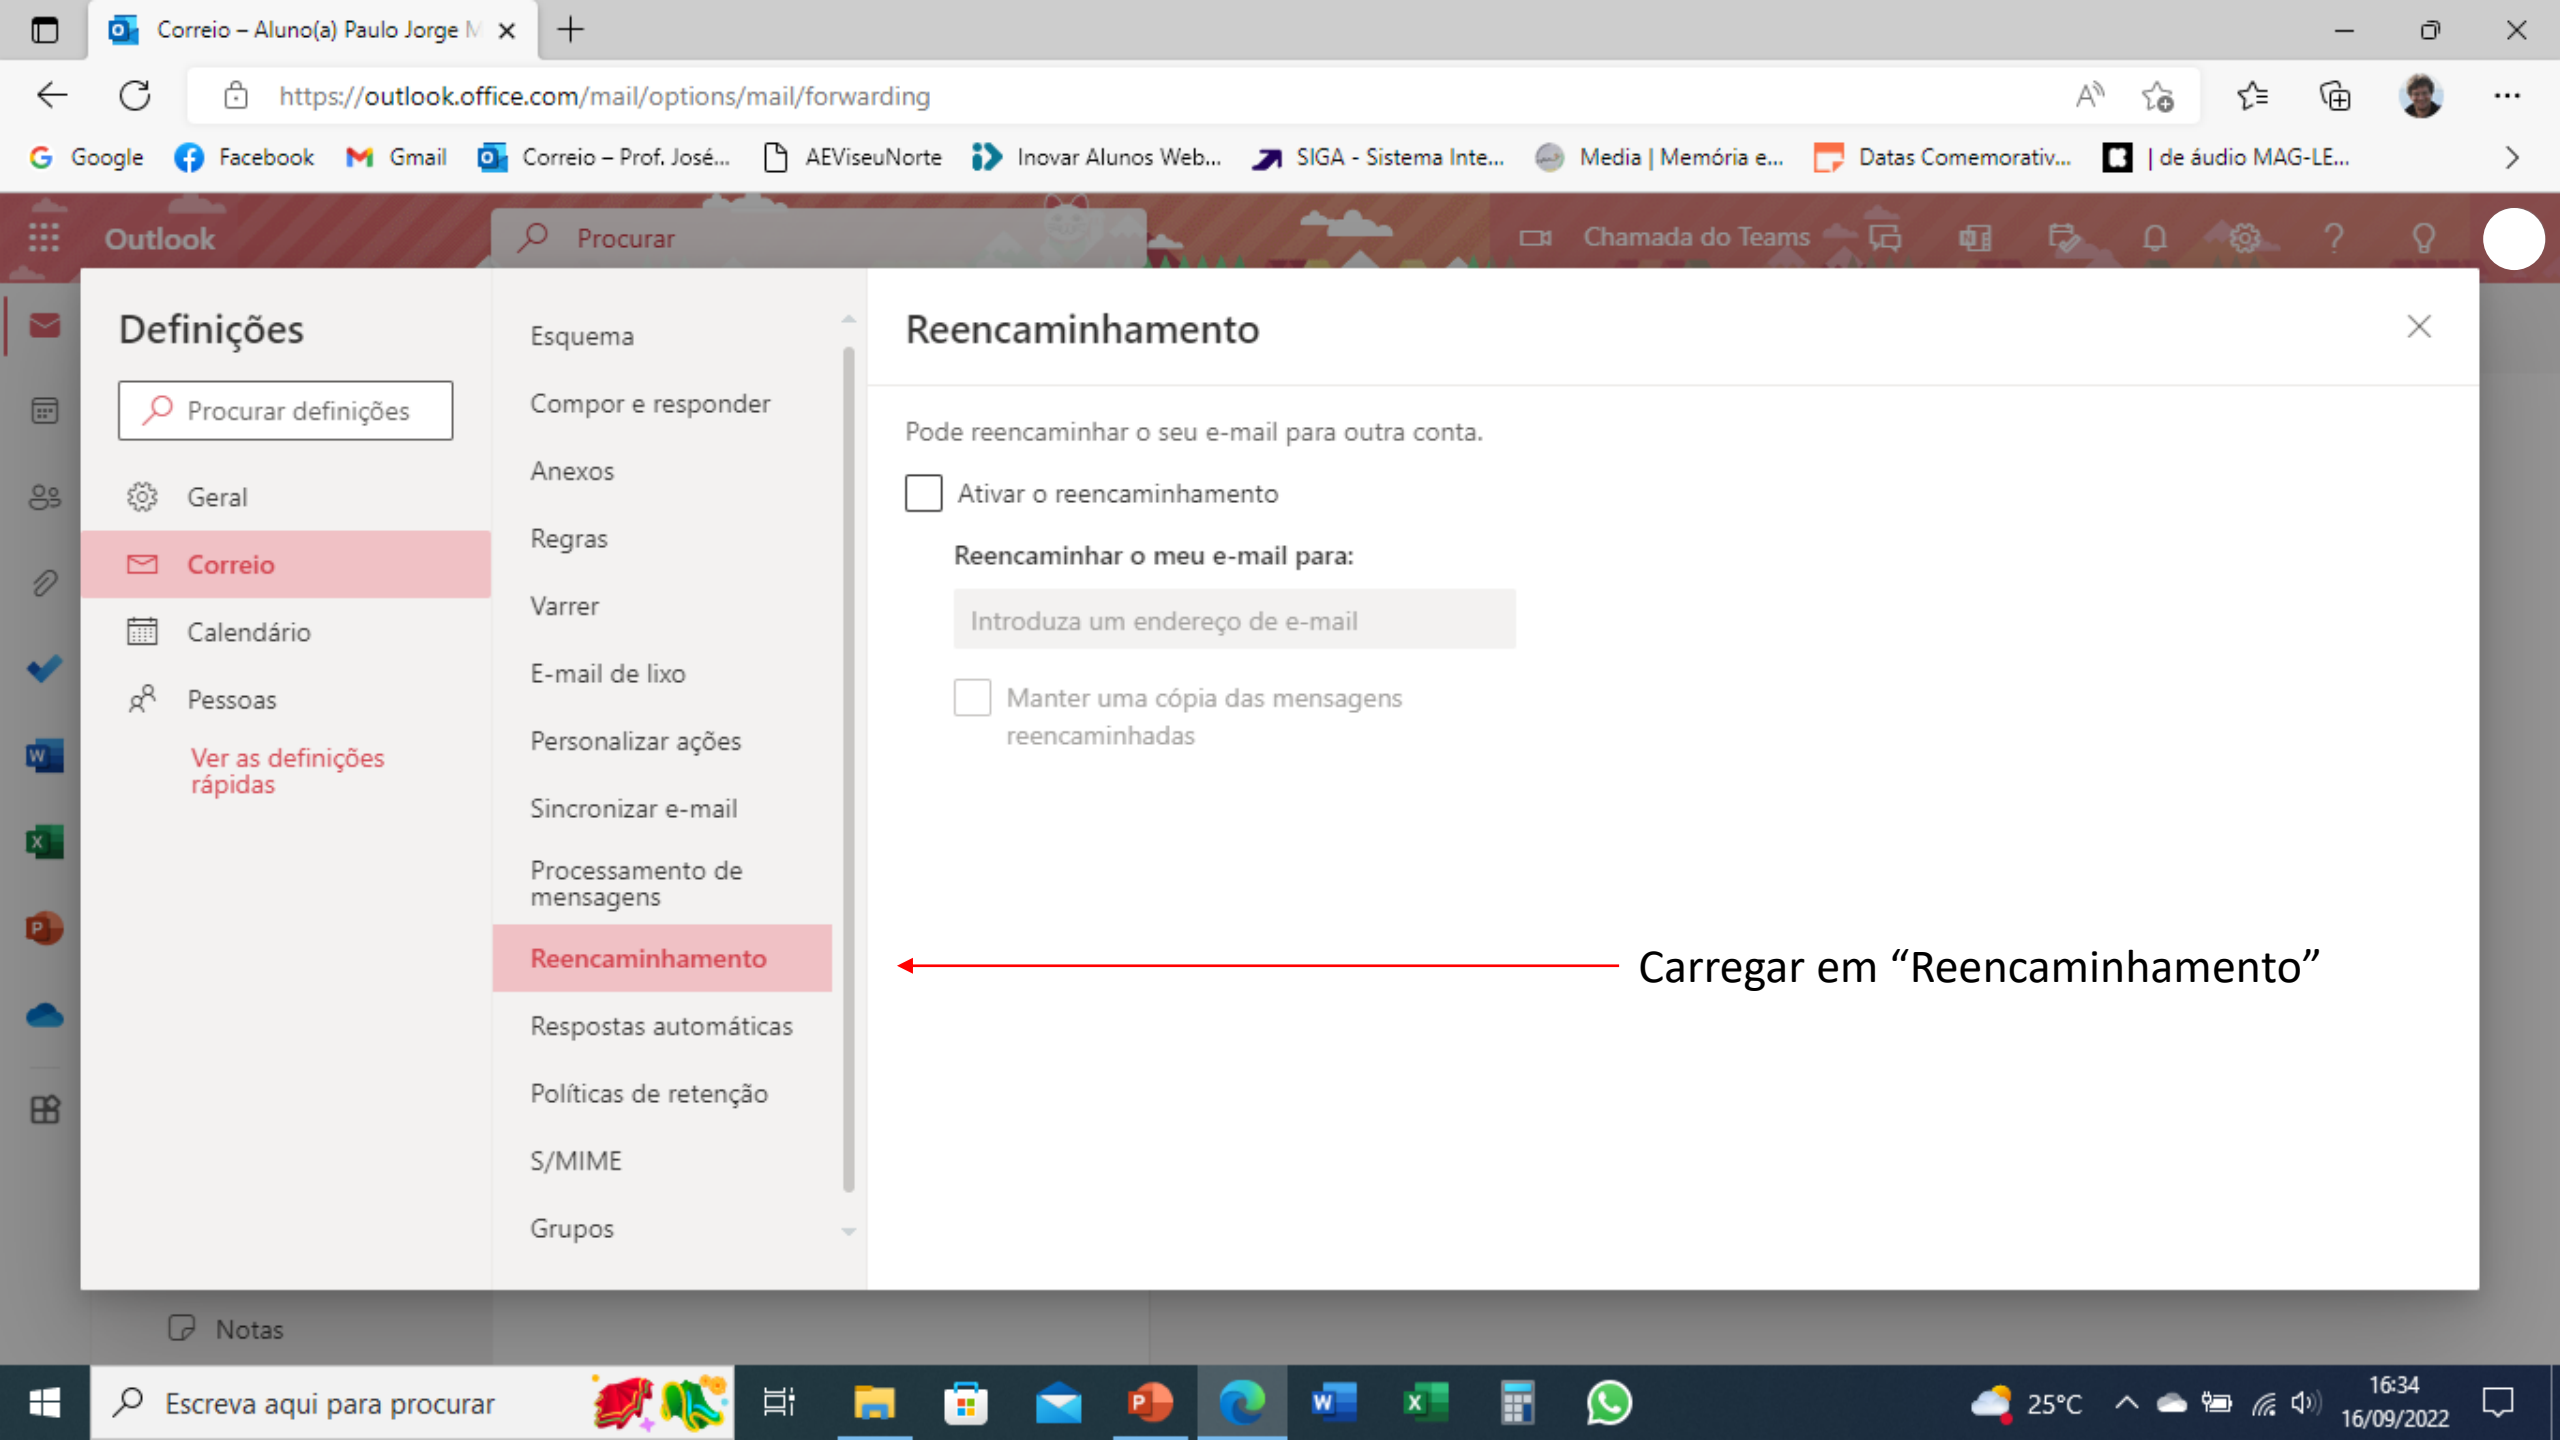 Correio – Aluno(a) Paulo Jorge M
https://outlook.office.com/mail/options/mail/forwarding
Google
Facebook
Gmail
Correio – Prof. José...
AEViseuNorte
Inovar Alunos Web...
SIGA - Sistema Inte...
Media | Memória e...
Datas Comemorativ...
| de áudio MAG-LE...
Outlook
Procurar
Chamada do Teams
Definições
Procurar definições
Geral
Correio
Calendário
Pessoas
Ver as definições
rápidas
Esquema
Compor e responder
Anexos
Regras
Varrer
E-mail de lixo
Personalizar ações
Sincronizar e-mail
Processamento de
mensagens
Reencaminhamento
Respostas automáticas
Políticas de retenção
S/MIME
Grupos
Reencaminhamento
Pode reencaminhar o seu e-mail para outra conta.
Ativar o reencaminhamento
Reencaminhar o meu e-mail para:
Introduza um endereço de e-mail
Manter uma cópia das mensagens
reencaminhadas
Carregar em “Reencaminhamento”
Notas
Escreva aqui para procurar
25°C
16:34
16/09/2022